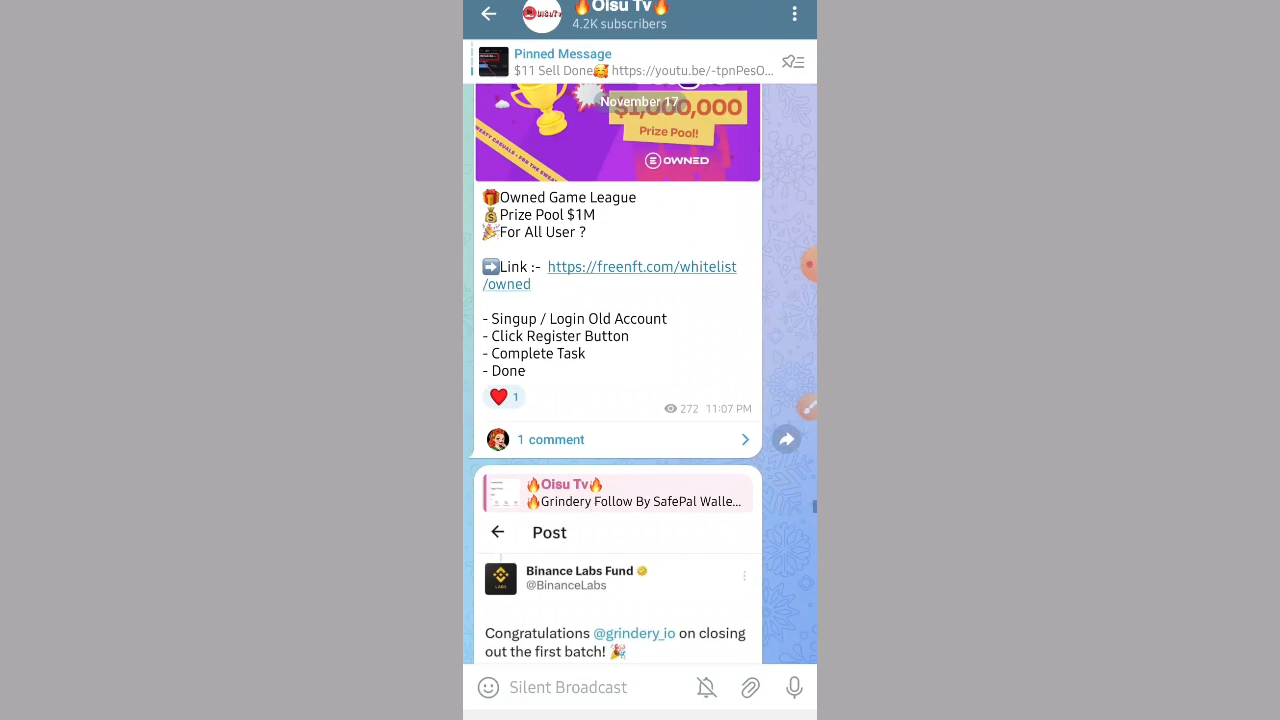 🔥Oisu Tv🔥
4.2K subscribers
Pinned Message
$11 Sell Done🥰 https://youtu.be/-tpnPesO...
November 17
$1,000,000
Prize Pool!
OWNED
🎁Owned Game League
💰Prize Pool $1M
🎉For All User ?
➡️Link :- https://freenft.com/whitelist
/owned
- Singup / Login Old Account
- Click Register Button
- Complete Task
- Done
❤️ 1
272 11:07 PM
1 comment
🔥Oisu Tv🔥
🔥Grindery Follow By SafePal Walle...
Post
LABS
Binance Labs Fund
@BinanceLabs
Congratulations @grindery_io on closing
out the first batch! 🎉
Silent Broadcast